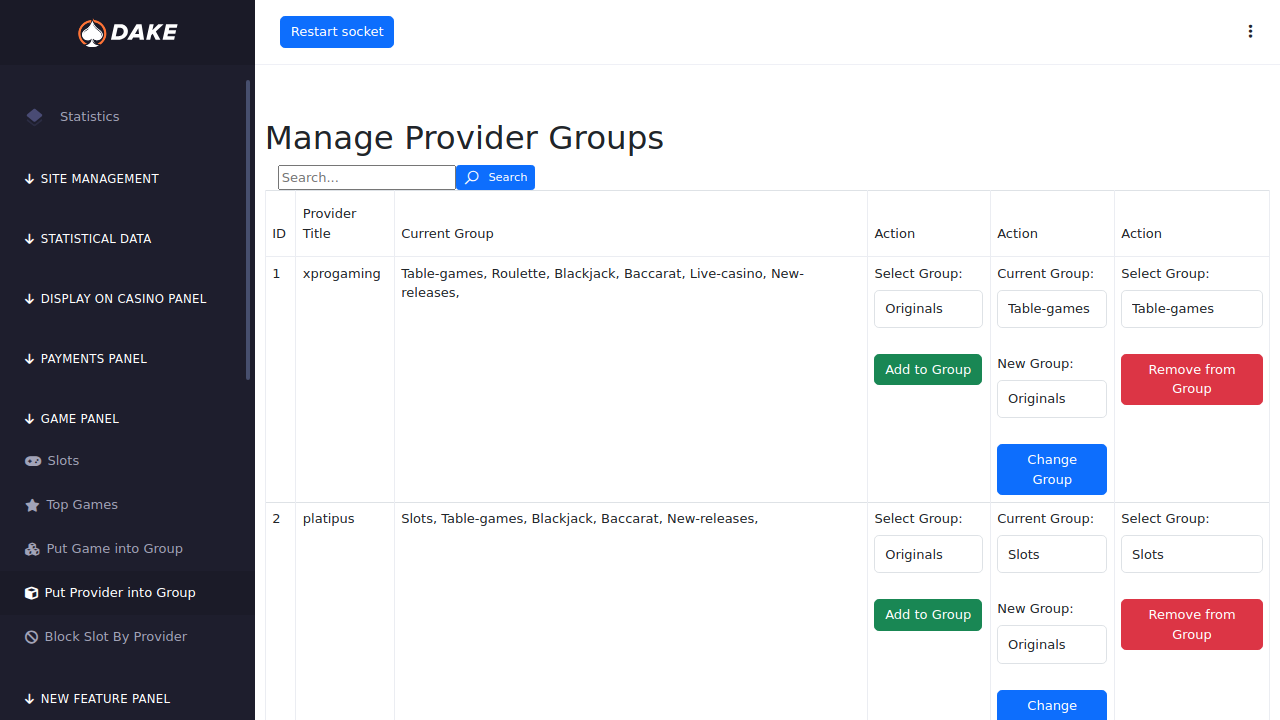 DAKE
Restart socket
Statistics
SITE MANAGEMENT
STATISTICAL DATA
DISPLAY ON CASINO PANEL
PAYMENTS PANEL
GAME PANEL
Slots
Top Games
Put Game into Group
Put Provider into Group
Block Slot By Provider
NEW FEATURE PANEL
Manage Provider Groups
Search...
Search
ID
Provider
Title
Current Group
Action
Action
Action
1
xprogaming
Table-games, Roulette, Blackjack, Baccarat, Live-casino, New-
releases,
Select Group:
Originals
Add to Group
Current Group:
Table-games
New Group:
Originals
Change
Group
Select Group:
Table-games
Remove from
Group
2
platipus
Slots, Table-games, Blackjack, Baccarat, New-releases,
Select Group:
Originals
Add to Group
Current Group:
Slots
New Group:
Originals
Change
Select Group:
Slots
Remove from
Group